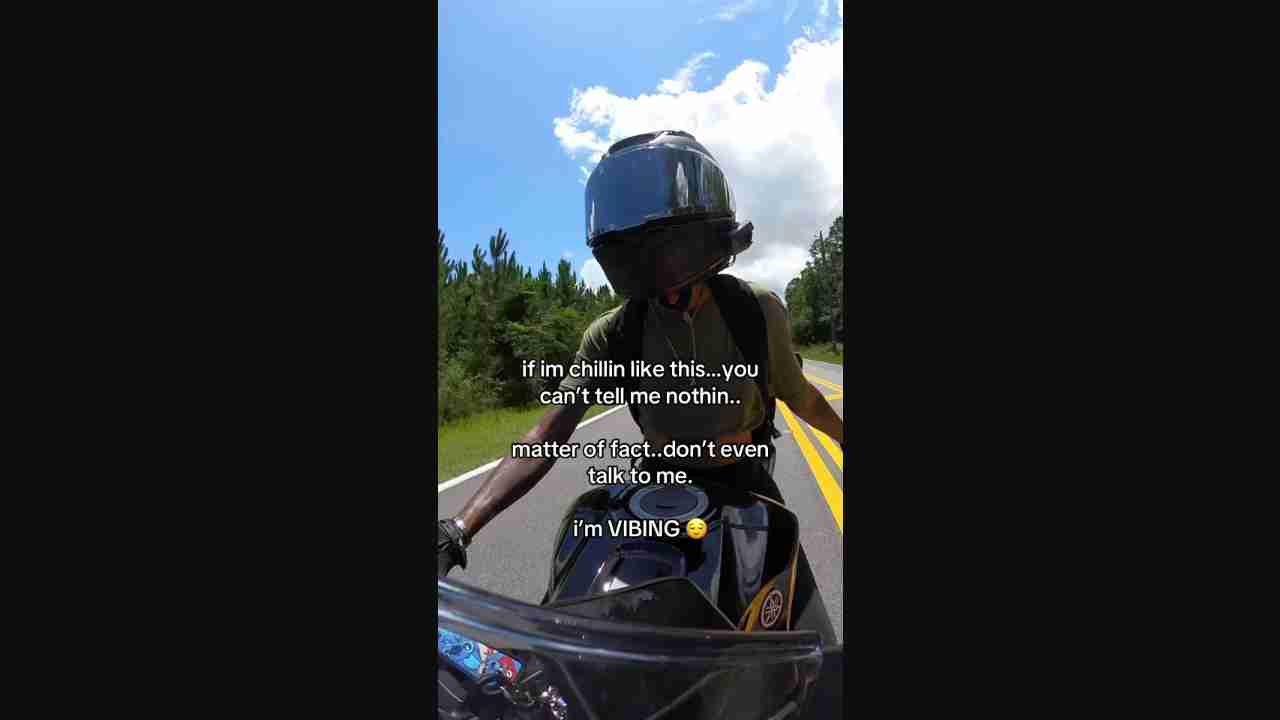 if im chillin like this...you
can't tell me nothin..
matter of fact..don't even
talk to me.
i'm VIBING 😌